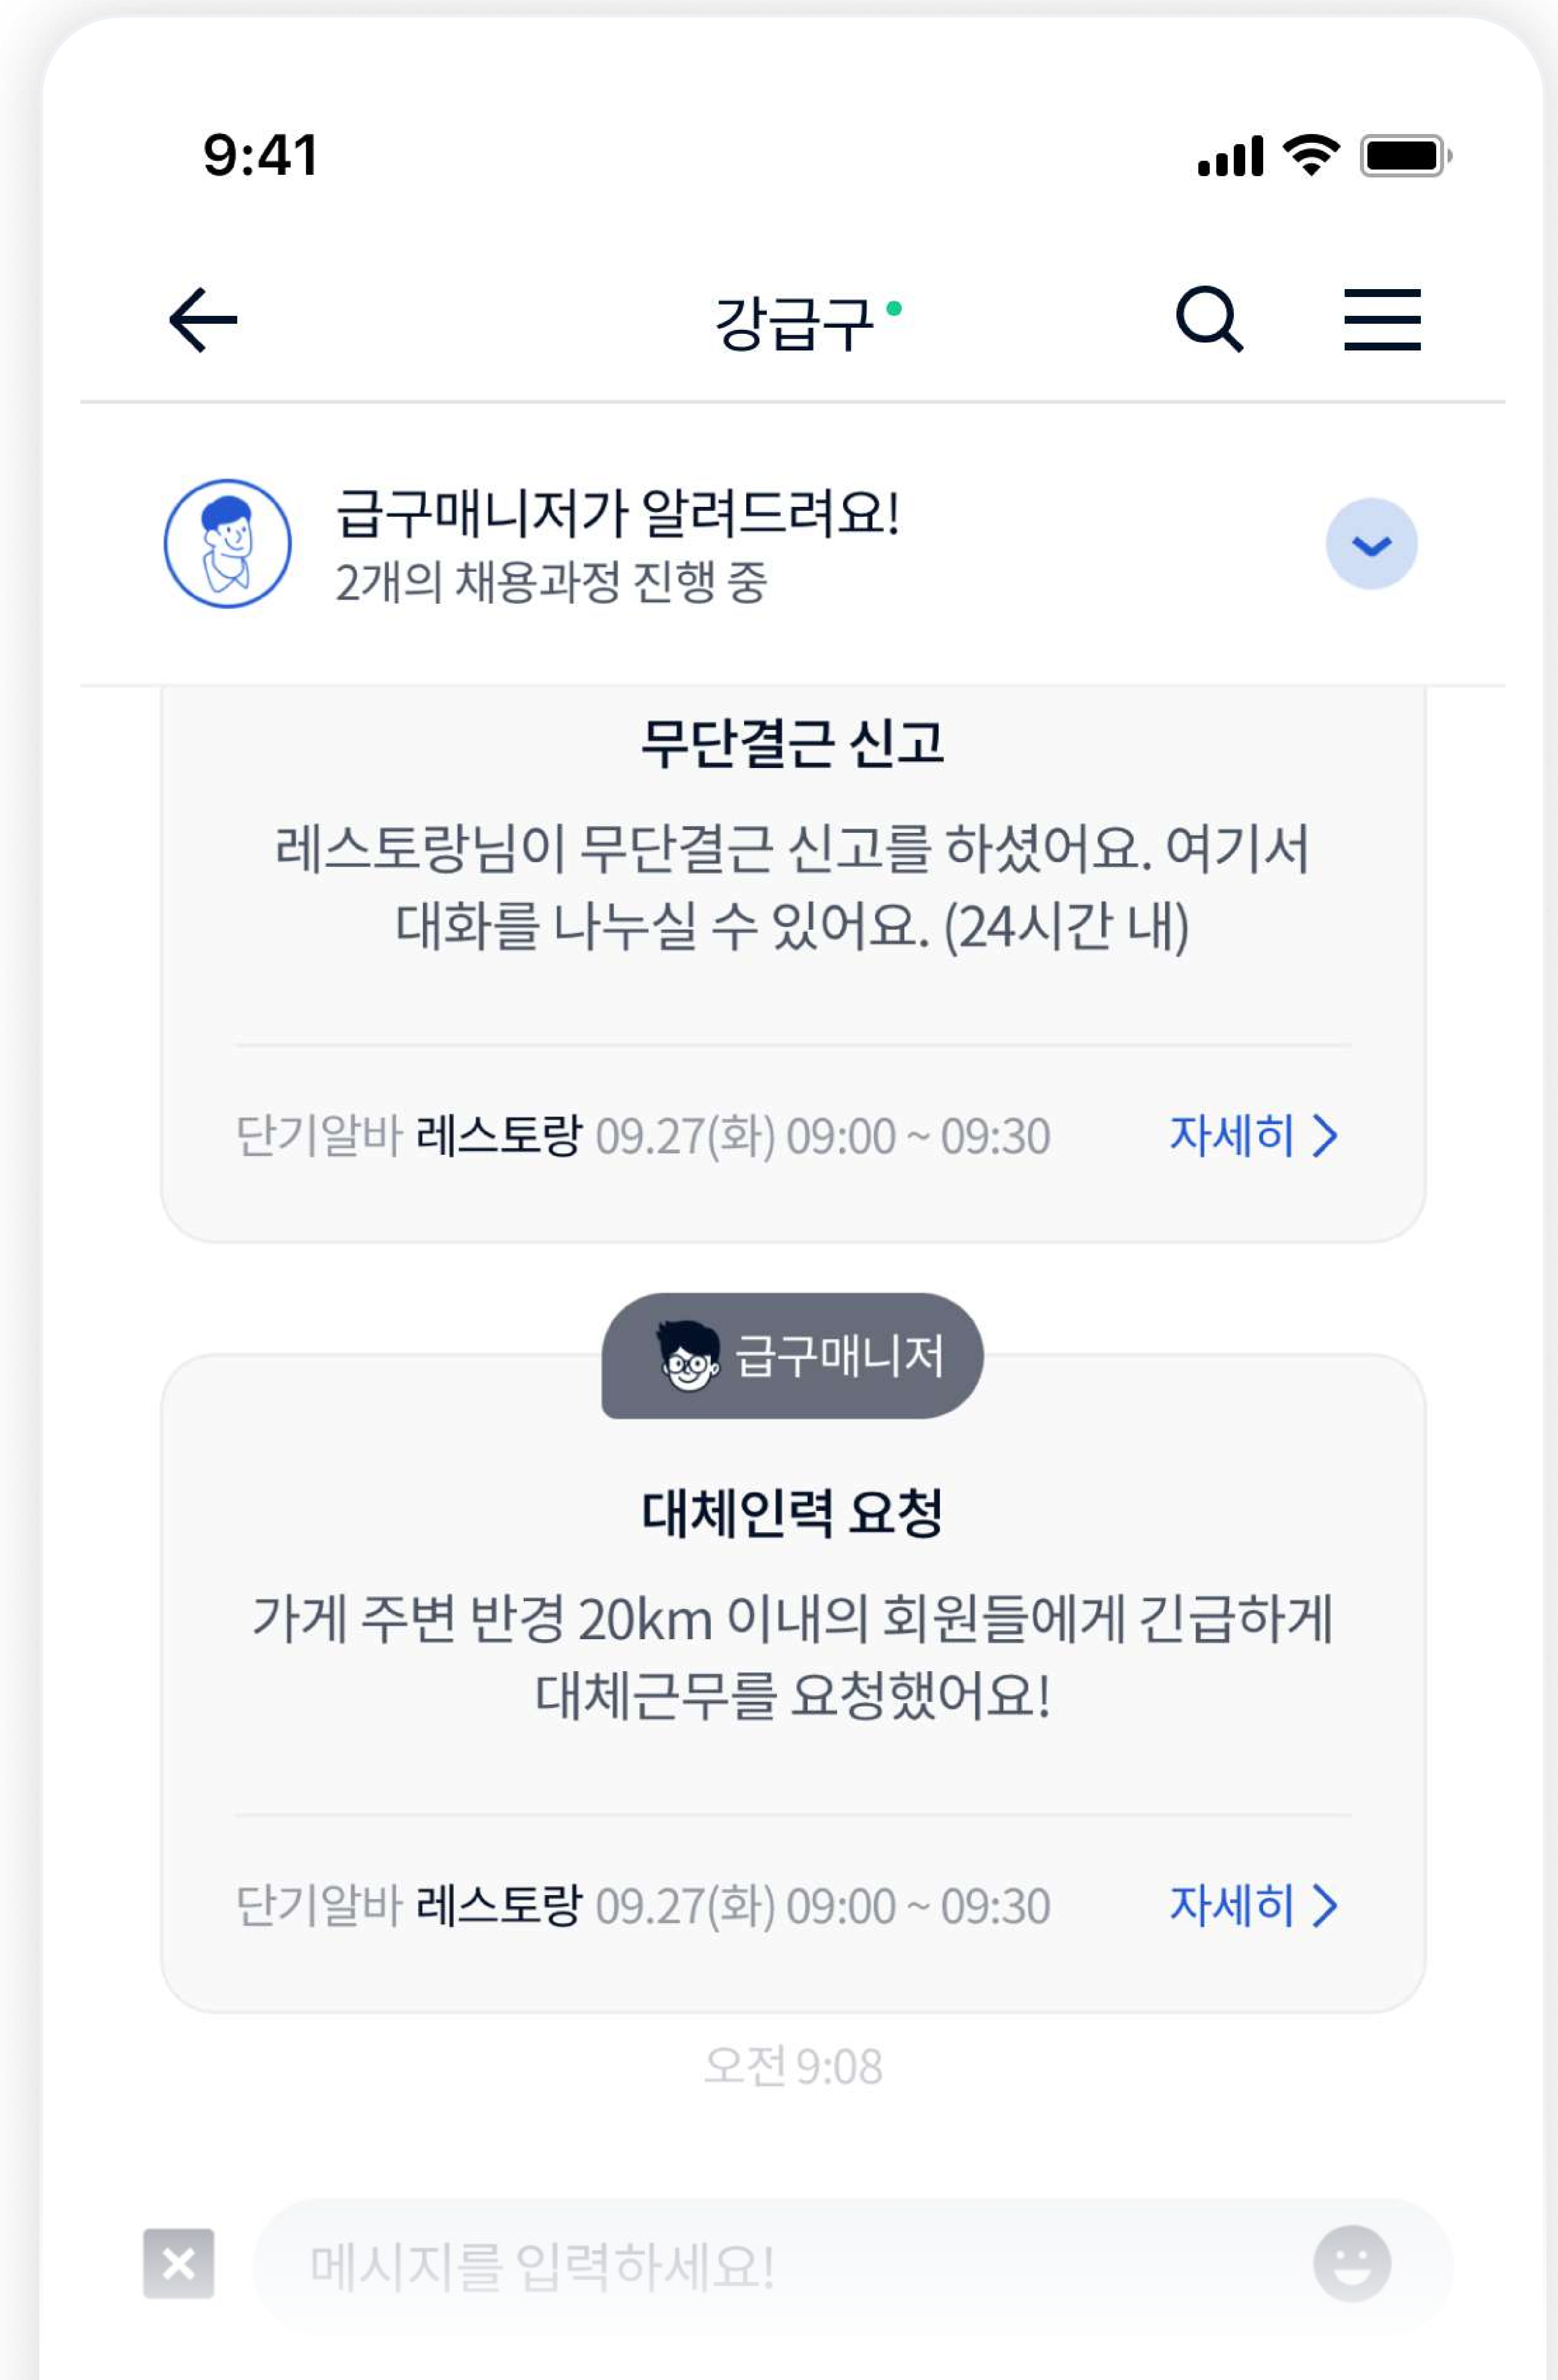 9:41
강급구
급구매니저가 알려드려요!
2개의 채용과정 진행 중
무단결근 신고
레스토랑님이 무단결근 신고를 하셨어요. 여기서
대화를 나누실 수 있어요. (24시간 내)
단기알바 레스토랑 09.27(화) 09:00 ~ 09:30 자세히
급구매니저
대체인력 요청
가게 주변 반경 20km 이내의 회원들에게 긴급하게
대체근무를 요청했어요!
단기알바 레스토랑 09.27(화) 09:00 ~ 09:30 자세히
오전 9:08
메시지를 입력하세요!